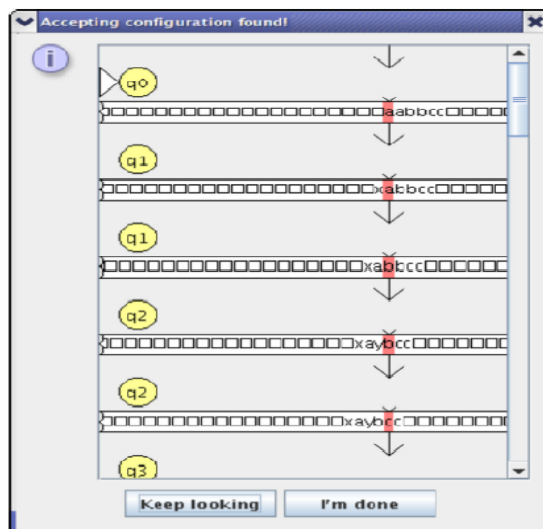 Accepting configuration found!
i
q0
aabbcc
q1
xabbcc
q1
xabbcc
q2
xaybcc
q2
xaybcc
q3
Keep looking
I'm done